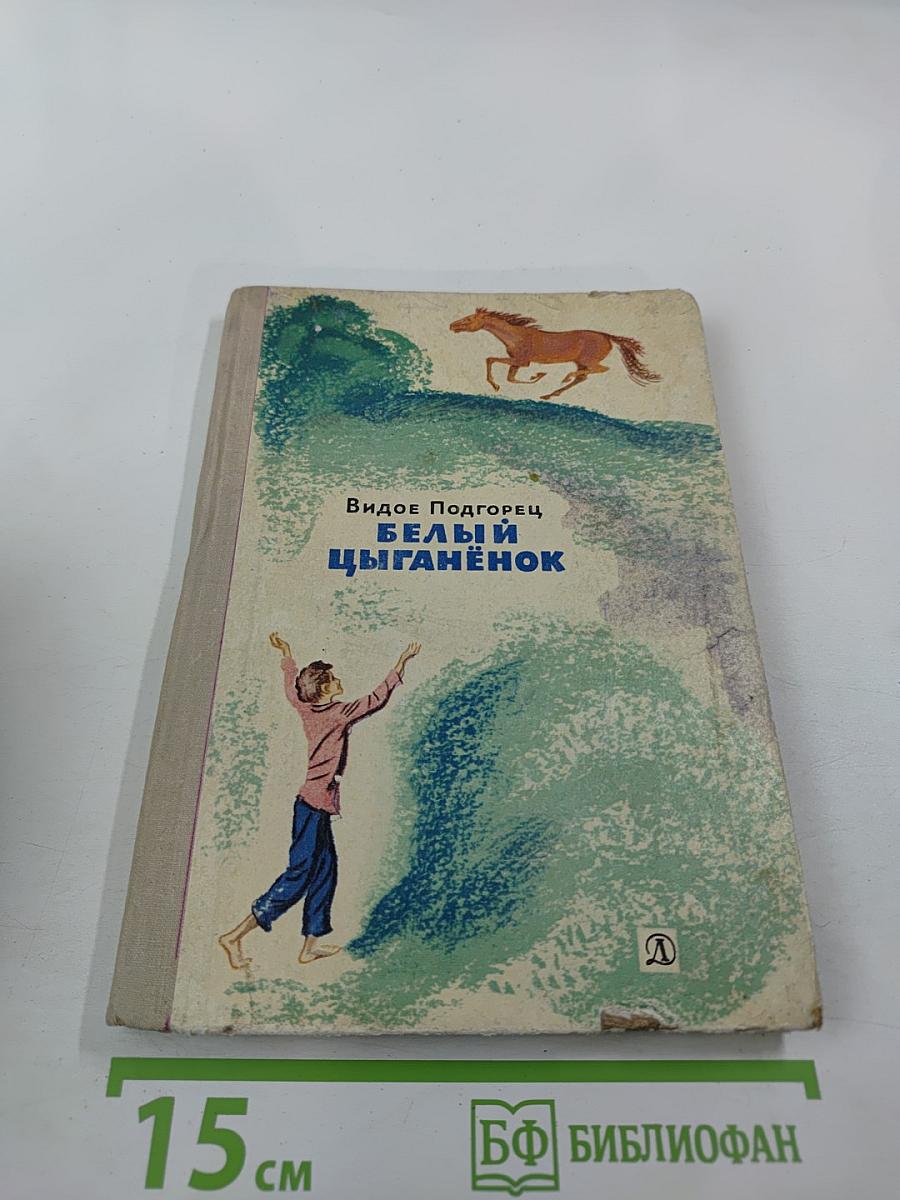 Видое Подгорец
БЕЛЫЙ
ЦЫГАНЁНОК
Д
15 см
БФ БИБЛИОФАН